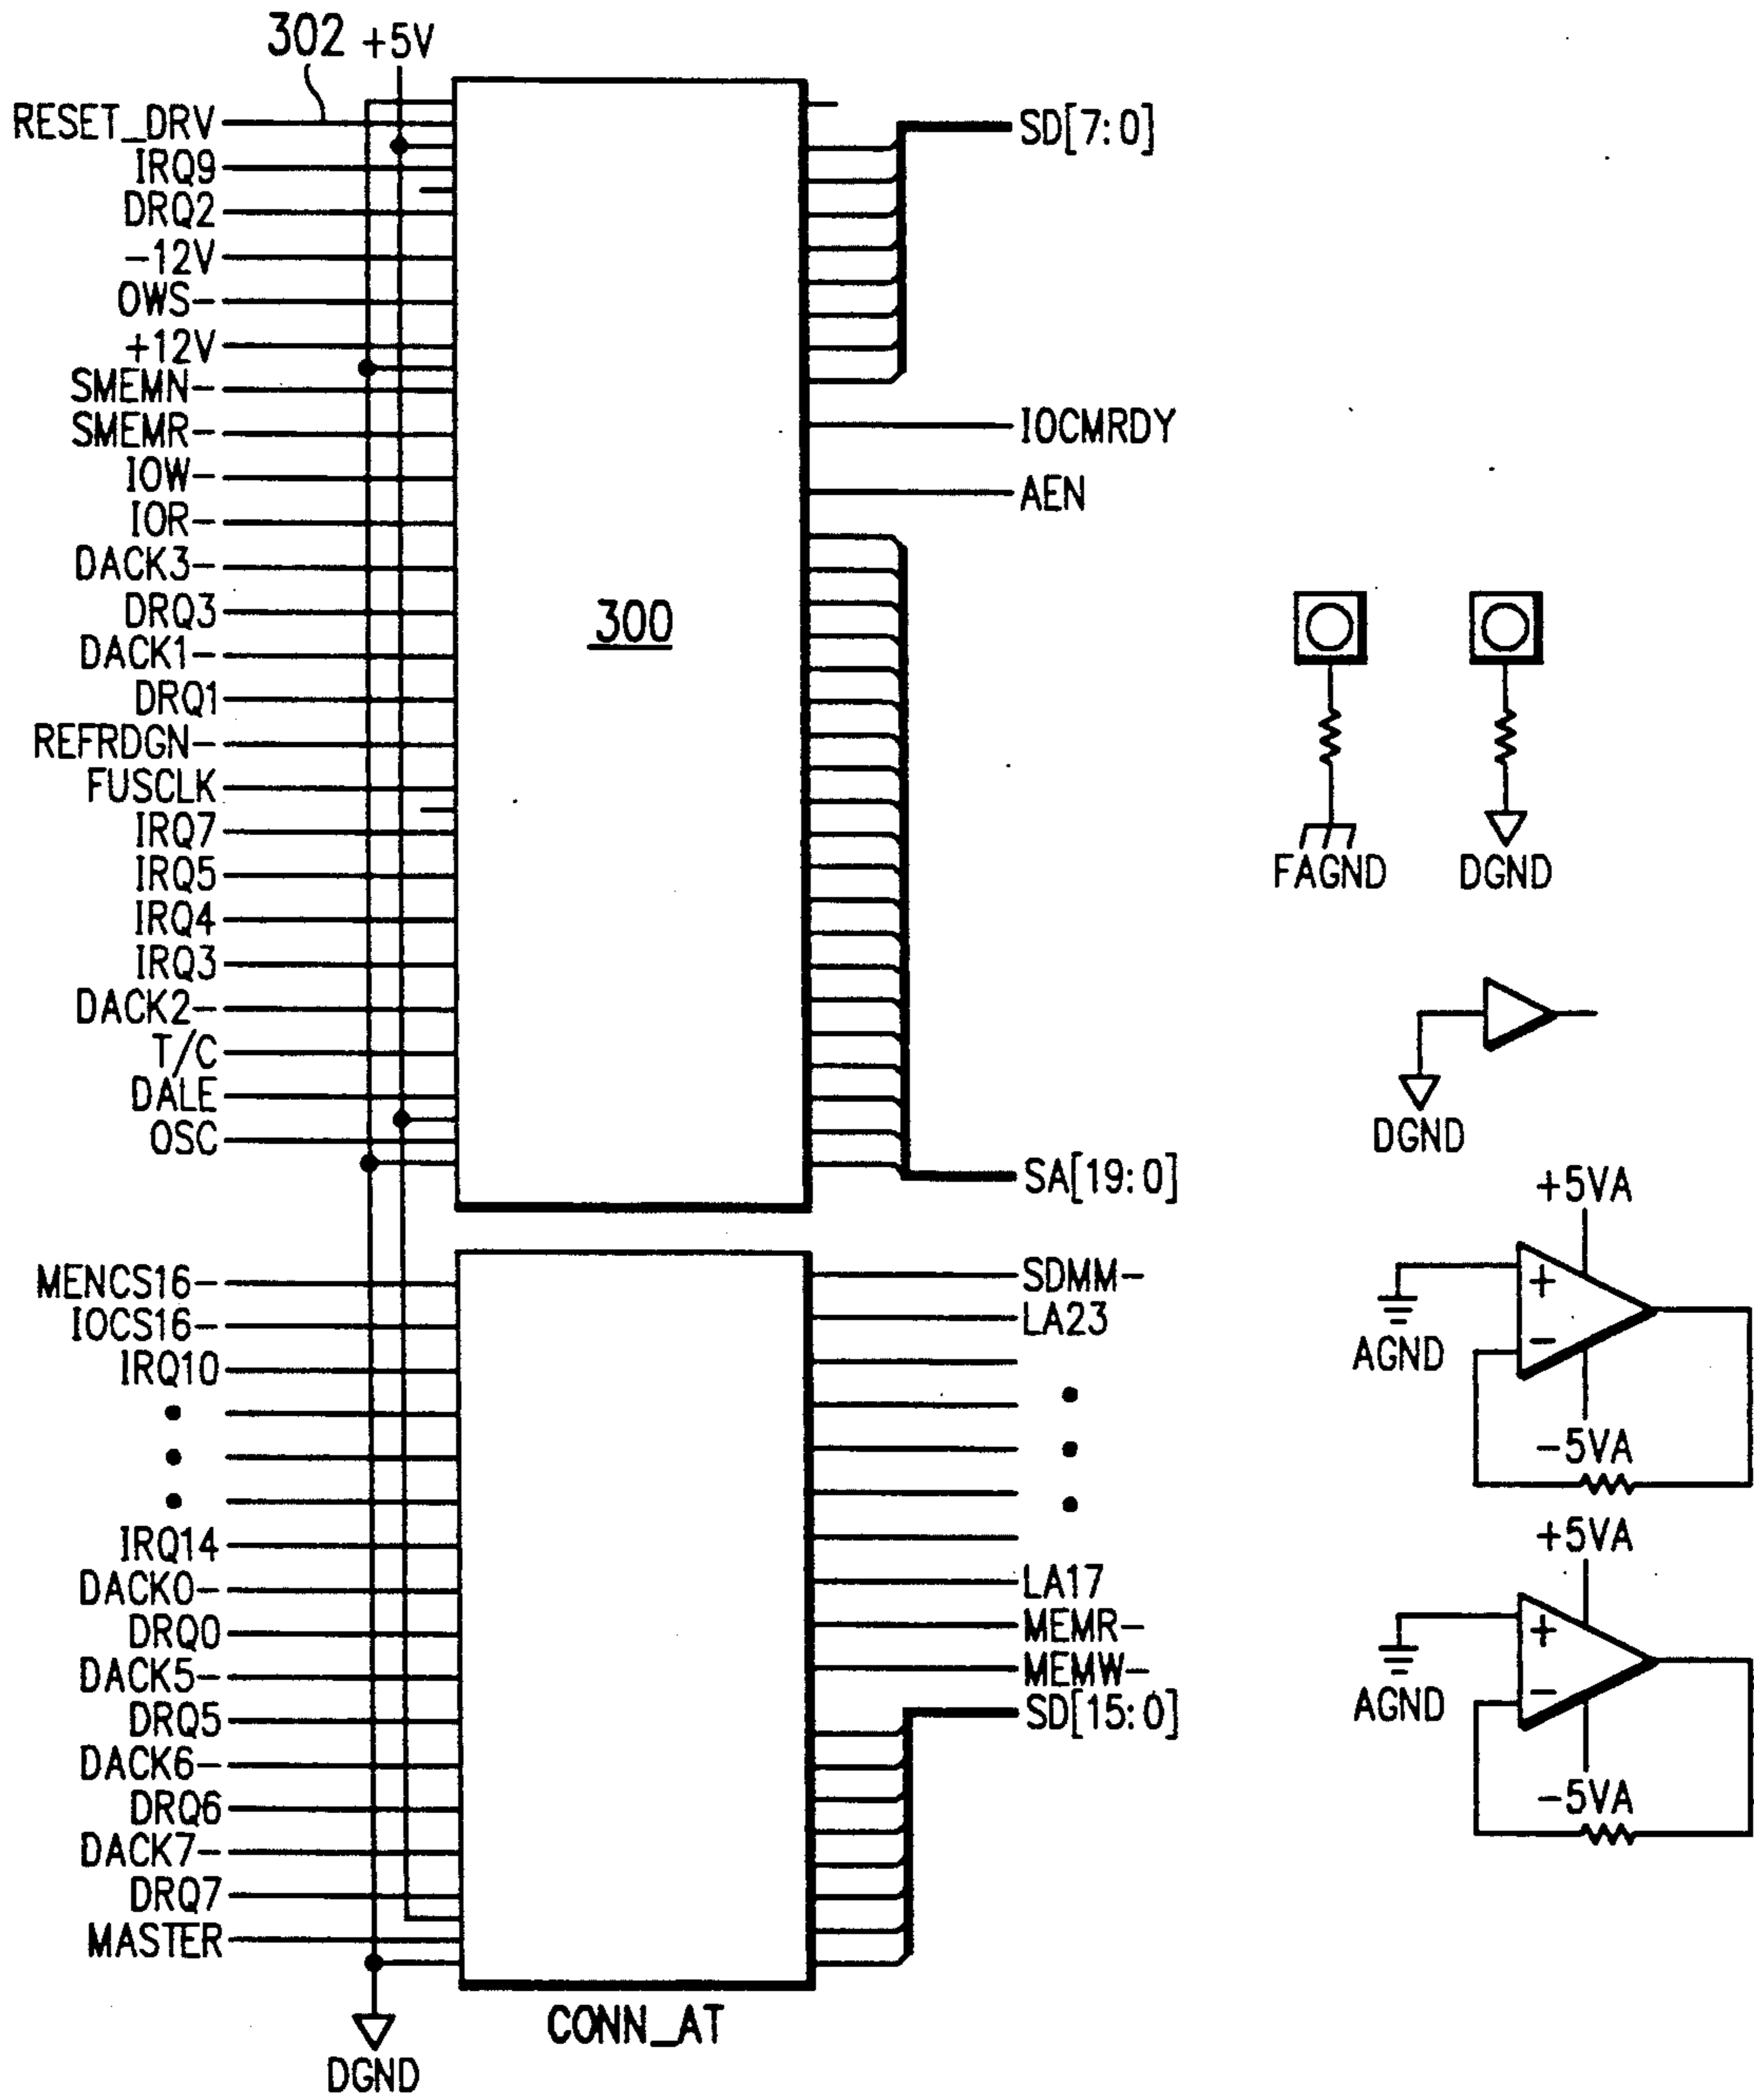 302 +5V
RESET_DRV
IRQ9
DRQ2
-12V
OWS-
+12V
SMEMN-
SMEMR-
IOW-
IOR-
DACK3-
DRQ3
DACK1-
DRQ1
REFRDGN-
FUSCLK
IRQ7
IRQ5
IRQ4
IRQ3
DACK2-
T/C
DALE
OSC
300
SD[7:0]
IOCMRDY
AEN
SA[19:0]
MENCS16-
IOCS16-
IRQ10
IRQ14
DACK0-
DRQ0
DACK5-
DRQ5
DACK6-
DRQ6
DACK7-
DRQ7
MASTER
DGND
CONN_AT
SDMM-
LA23
LA17
MEMR-
MEMW-
SD[15:0]
FAGND DGND
DGND
+5VA
+
AGND
-
-5VA
+5VA
+
AGND
-
-5VA